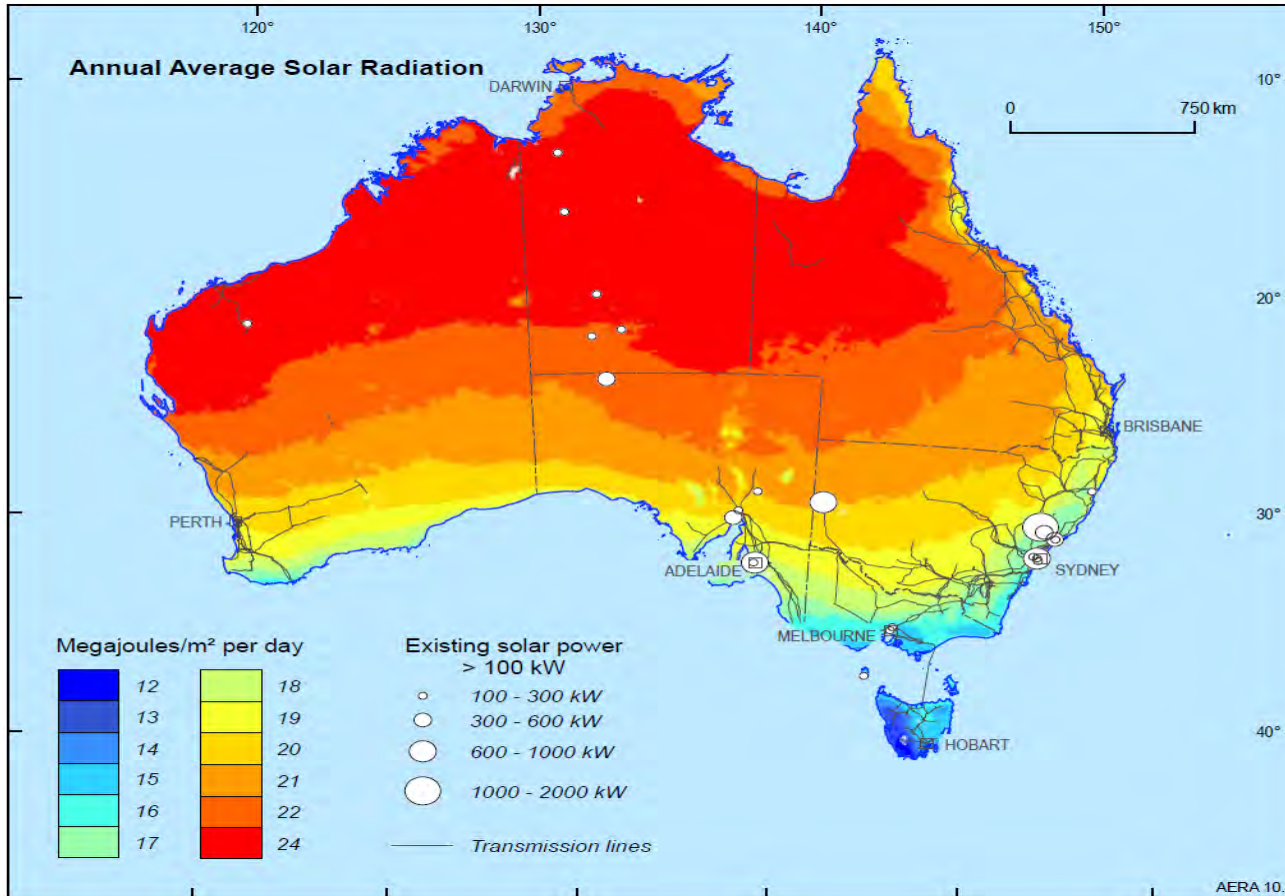 120°
130°
140°
150°
Annual Average Solar Radiation
DARWIN
10°
0
750 km
20°
BRISBANE
30°
PERTH
ADELAIDE
SYDNEY
MELBOURNE
HOBART
40°
Megajoules/m² per day
12
13
14
15
16
17
18
19
20
21
22
24
Existing solar power
> 100 kW
100 - 300 kW
300 - 600 kW
600 - 1000 kW
1000 - 2000 kW
Transmission lines
AERA 10.